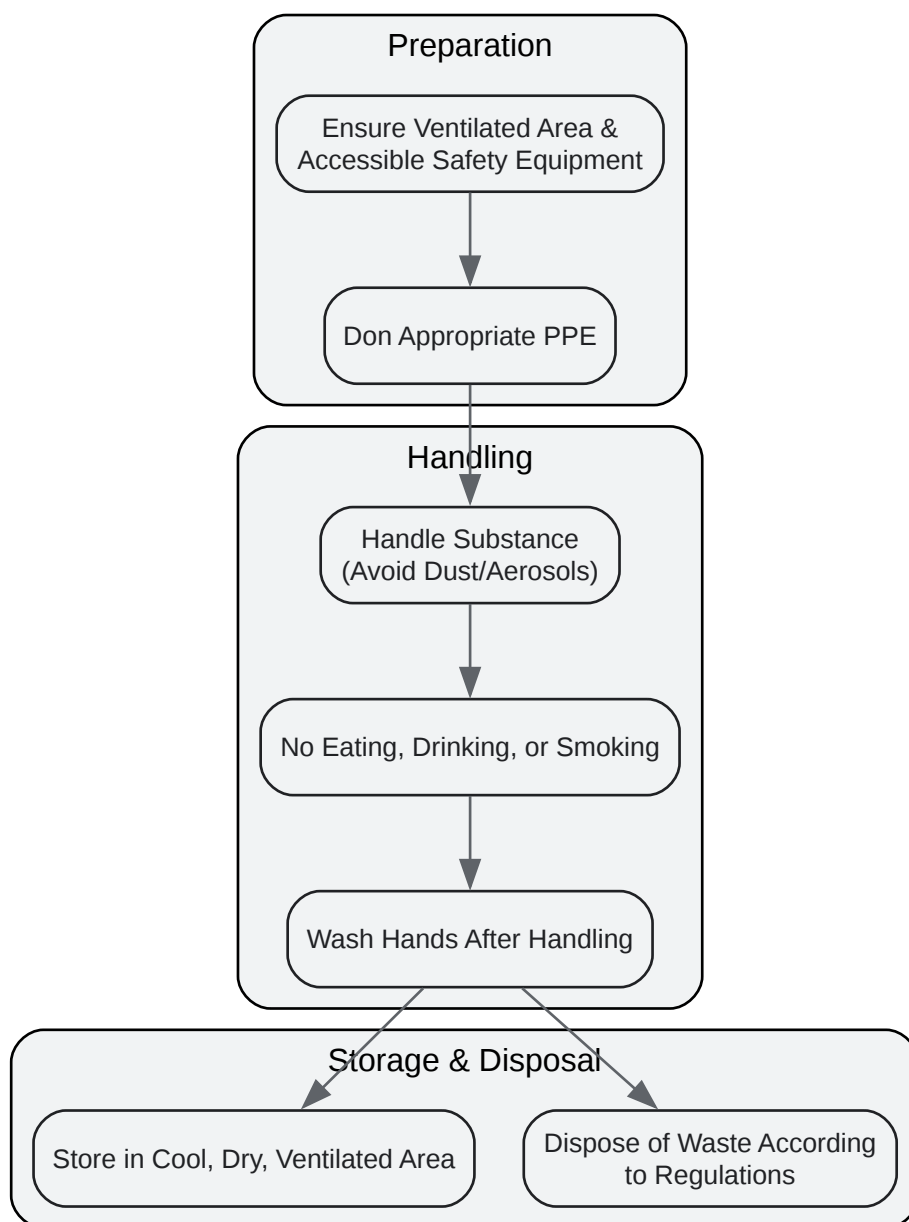 Preparation
Ensure Ventilated Area &
Accessible Safety Equipment
Don Appropriate PPE
Handling
Handle Substance
(Avoid Dust/Aerosols)
No Eating, Drinking, or Smoking
Wash Hands After Handling
Storage & Disposal
Store in Cool, Dry, Ventilated Area
Dispose of Waste According
to Regulations